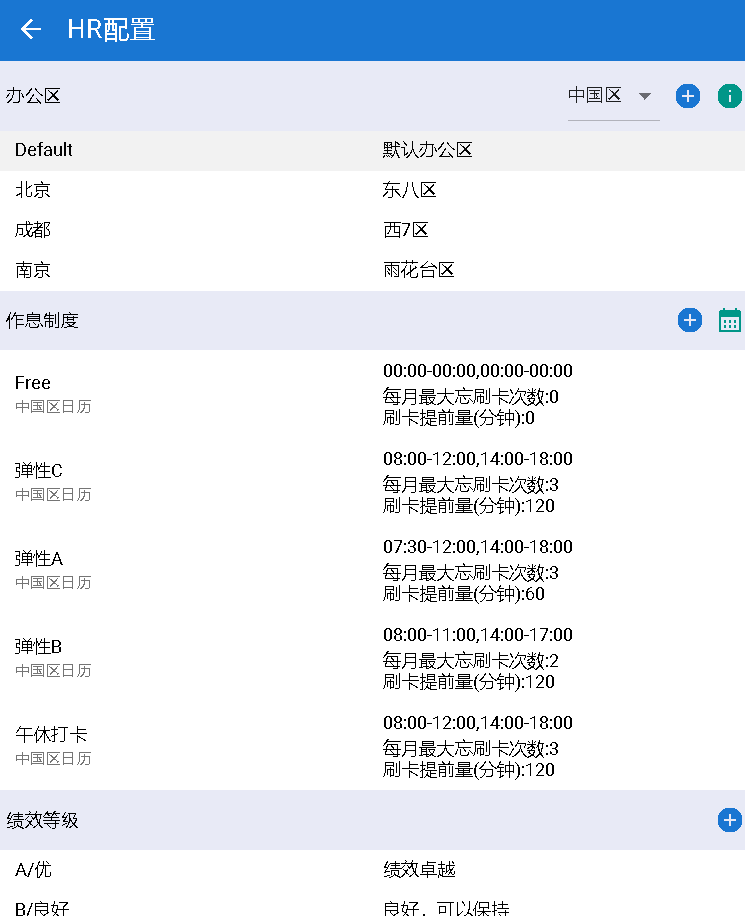 HR配置
办公区 中国区
Default 默认办公区
北京 东八区
成都 西7区
南京 雨花台区
作息制度
Free
中国区日历
00:00-00:00,00:00-00:00
每月最大忘刷卡次数:0
刷卡提前量(分钟):0
弹性C
中国区日历
08:00-12:00,14:00-18:00
每月最大忘刷卡次数:3
刷卡提前量(分钟):120
弹性A
中国区日历
07:30-12:00,14:00-18:00
每月最大忘刷卡次数:3
刷卡提前量(分钟):60
弹性B
中国区日历
08:00-11:00,14:00-17:00
每月最大忘刷卡次数:2
刷卡提前量(分钟):120
午休打卡
中国区日历
08:00-12:00,14:00-18:00
每月最大忘刷卡次数:3
刷卡提前量(分钟):120
绩效等级
A/优 绩效卓越
B/良好 良好，可以保持